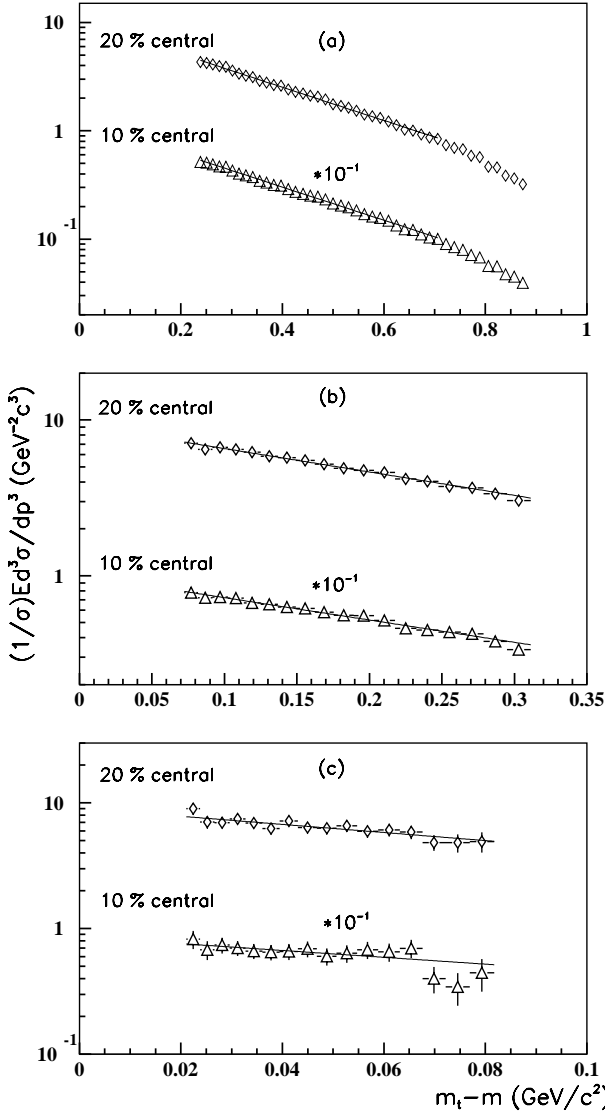 10
20 % central
(a)
1
10 % central
*10⁻¹
10⁻¹
0 0.2 0.4 0.6 0.8 1
(1/σ)Ed³σ/dp³ (GeV⁻²c³)
(b)
20 % central
10
10 % central
*10⁻¹
1
0 0.05 0.1 0.15 0.2 0.25 0.3 0.35
(c)
20 % central
10
10 % central
*10⁻¹
1
10⁻¹
0 0.02 0.04 0.06 0.08 0.1
mₜ−m (GeV/c²)